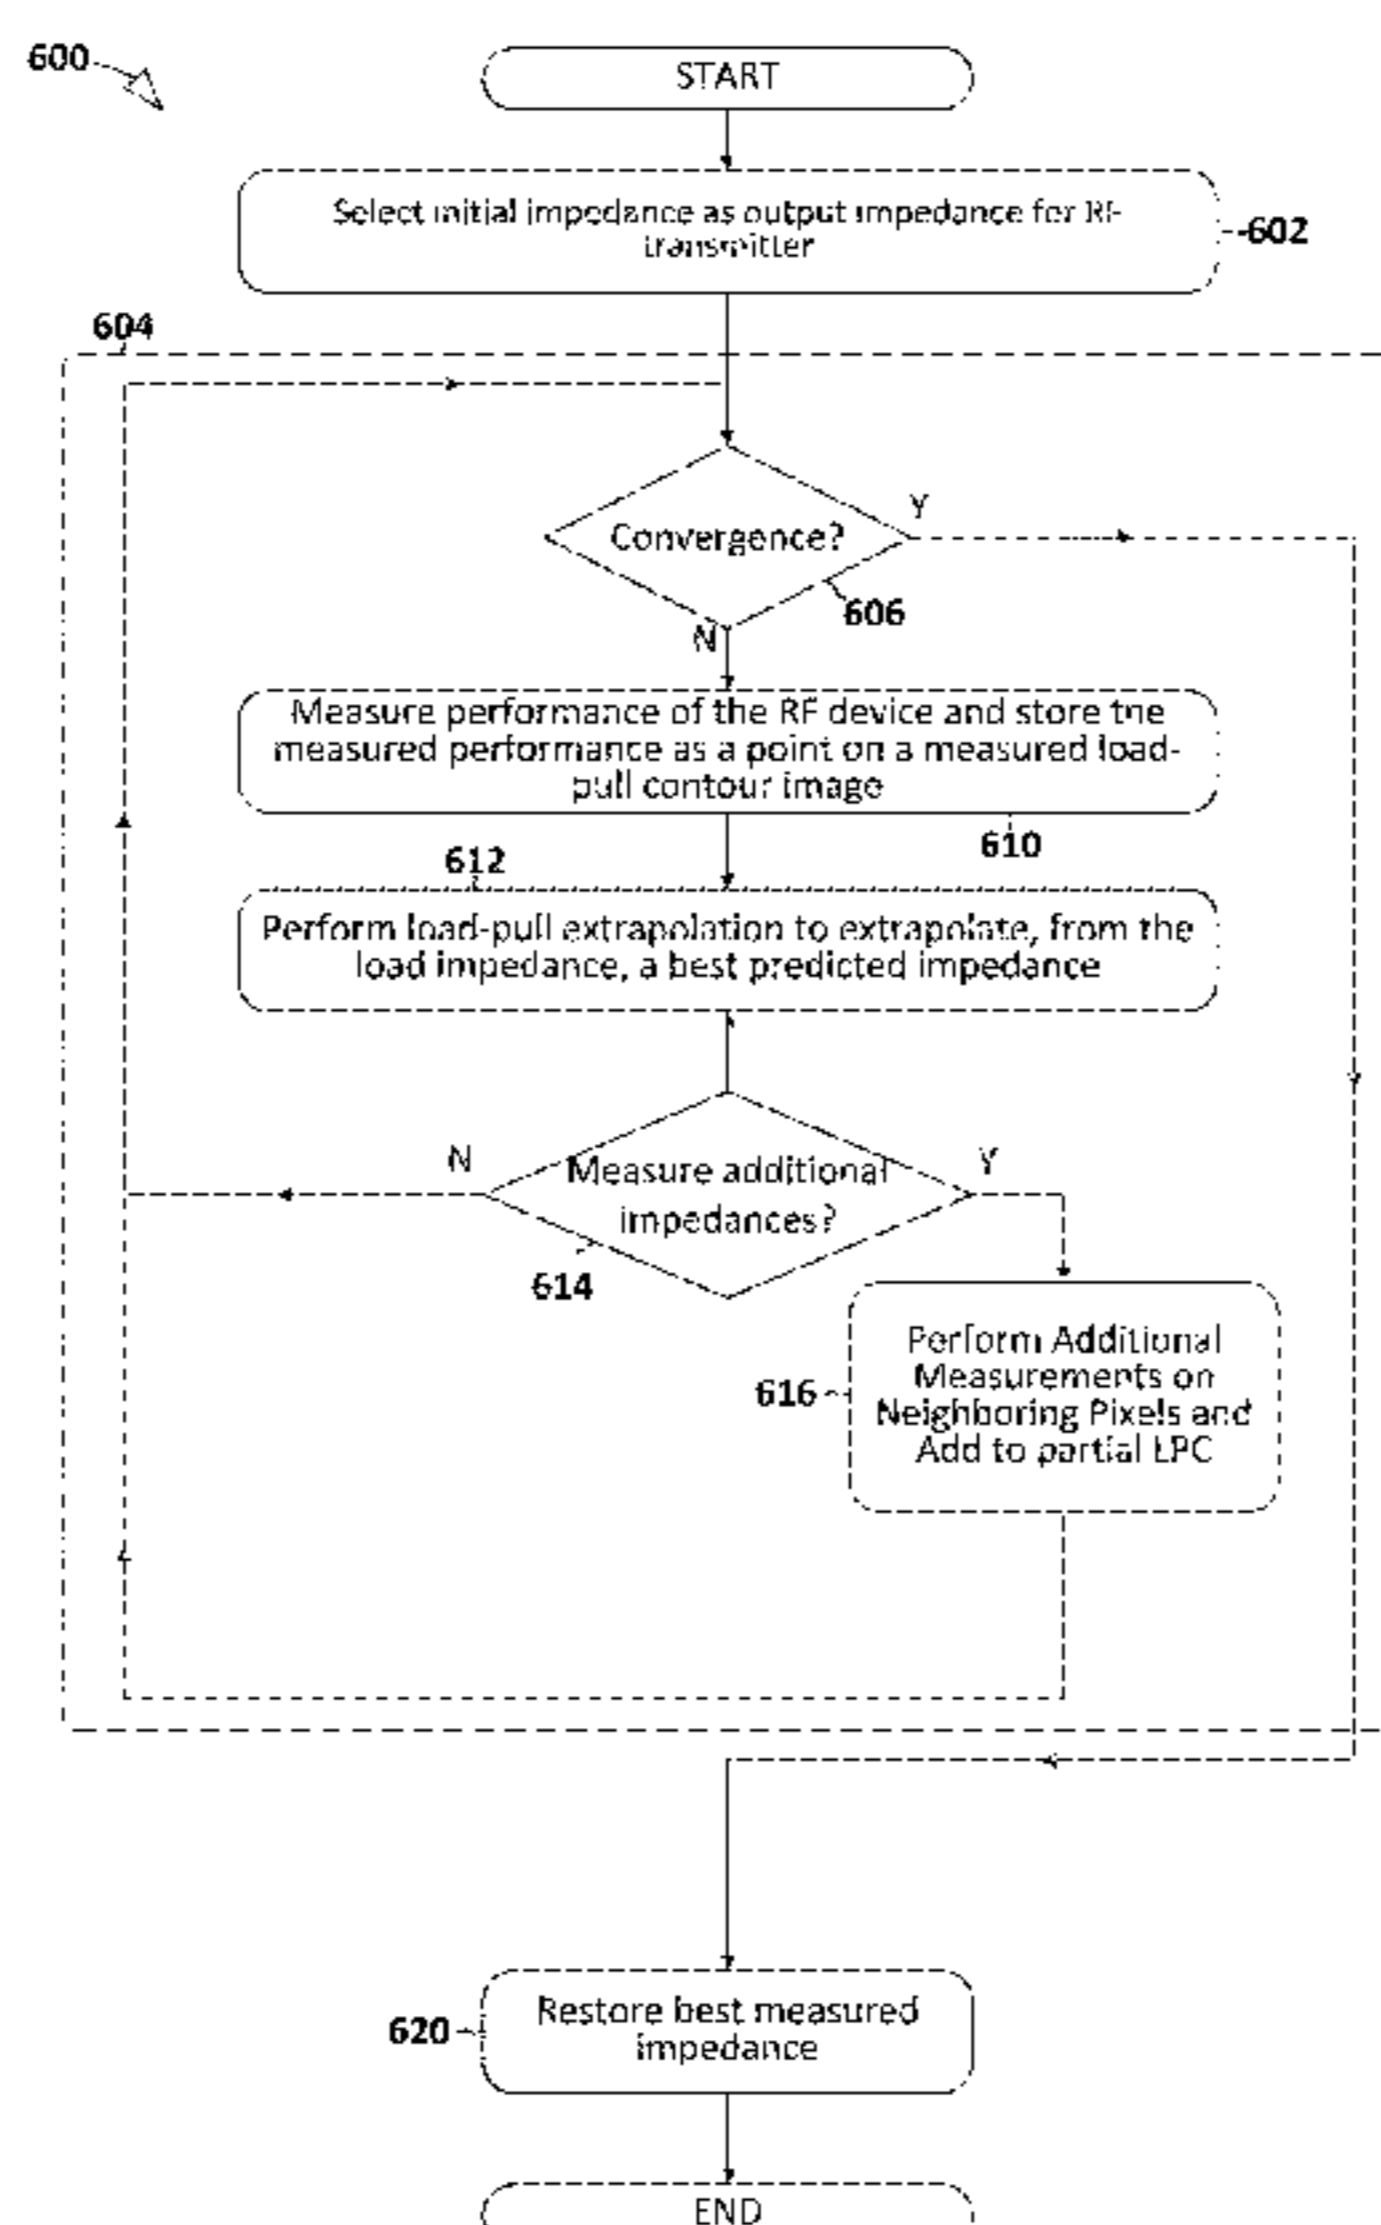 600
START
Select initial impedance as output impedance for RF
transmitter
602
604
Convergence?
Y
606
N
Measure performance of the RF device and store the
measured performance as a point on a measured load-
pull contour image
610
612
Perform load-pull extrapolation to extrapolate, from the
load impedance, a best predicted impedance
N
Measure additional
impedances?
Y
614
Perform Additional
Measurements on
Neighboring Pixels and
Add to partial LPC
616
Restore best measured
impedance
620
END